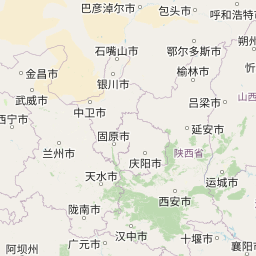 巴彦淖尔市
包头市
呼和浩特
石嘴山市
鄂尔多斯市
朔州
金昌市
银川市
榆林市
忻
武威市
中卫市
吕梁市
山西
西宁市
固原市
延安市
兰州市
庆阳市
陕西省
天水市
运城市
西安市
陇南市
广元市
汉中市
十堰市
阿坝州
襄阳市